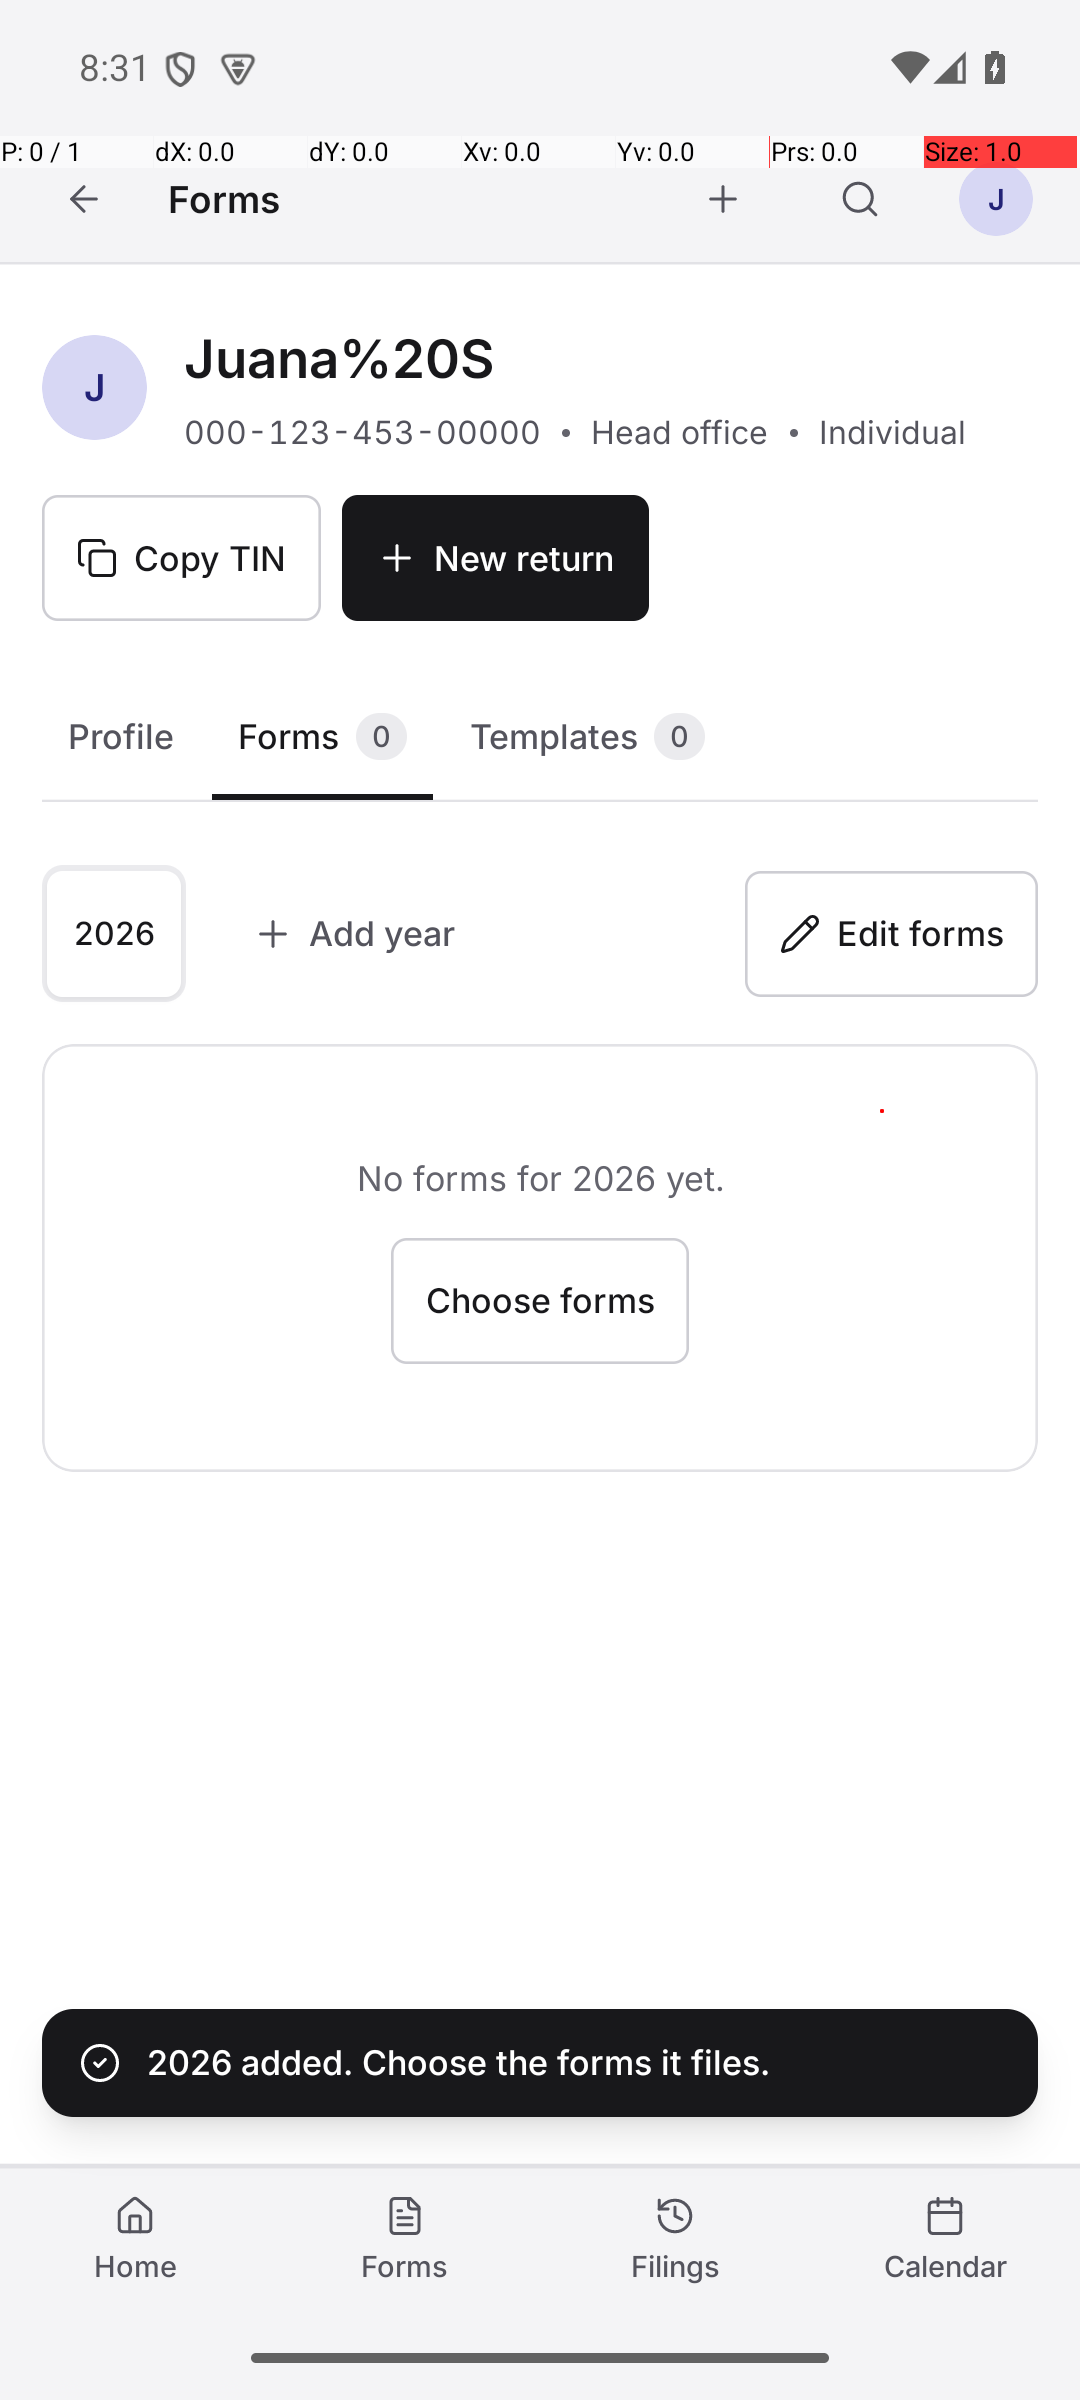 8:31
P: 0 / 1 dX: 0.0 dY: 0.0 Xv: 0.0 Yv: 0.0 Prs: 0.0 Size: 1.0
Forms J
J
Juana%20S
000-123-453-00000 • Head office • Individual
Copy TIN
New return
Profile Forms 0 Templates 0
2026 Add year Edit forms
No forms for 2026 yet.
Choose forms
2026 added. Choose the forms it files.
Home Forms Filings Calendar